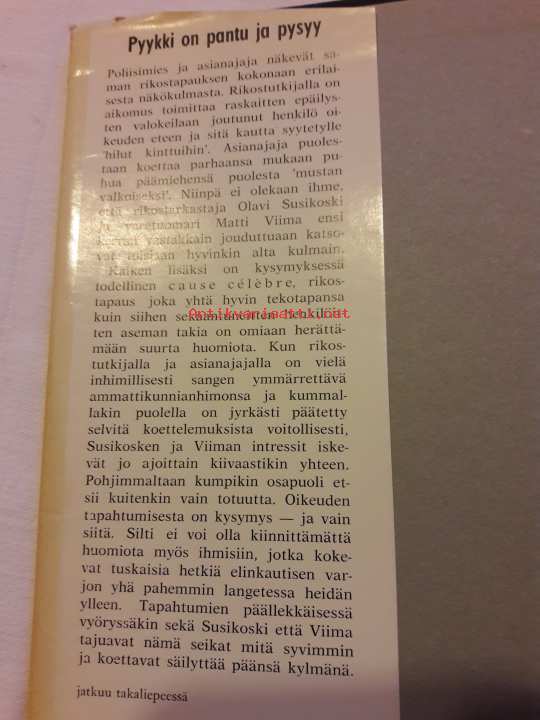 Pyykki on pantu ja pysyy
Poliisimies ja asianajaja näkevät sa-
man rikostapauksen kokonaan erilai-
sesta näkökulmasta. Rikostutkijalla on
aikomus toimittaa raskaitten epäilys-
ten valokeilaan joutunut henkilö oi-
keuden eteen ja sitä kautta syytetylle
'hilut kinttuihin'. Asianajaja puoles-
taan koettaa parhaansa mukaan pu-
hua päämiehensä puolesta 'mustan
valkoiseksi'. Niinpä ei olekaan ihme,
että rikostarkastaja Olavi Susikoski
ja varatuomari Matti Viima ensi
kerran vastakkain jouduttuaan katso-
vat toisiaan hyvinkin alta kulmain.
Kaiken lisäksi on kysymyksessä
todellinen cause célèbre, rikos-
tapaus joka yhtä hyvin tekotapansa
kuin siihen sekaantuneitten henkilöit-
Antikvariaatti.net
ten aseman takia on omiaan herättä-
mään suurta huomiota. Kun rikos-
tutkijalla ja asianajajalla on vielä
inhimillisesti sangen ymmärrettävä
ammattikunnianhimonsa ja kummal-
lakin puolella on jyrkästi päätetty
selvitä koettelemuksista voitollisesti,
Susikosken ja Viiman intressit iske-
vät jo ajoittain kiivaastikin yhteen.
Pohjimmaltaan kumpikin osapuoli et-
sii kuitenkin vain totuutta. Oikeuden
tapahtumisesta on kysymys — ja vain
siitä. Silti ei voi olla kiinnittämättä
huomiota myös ihmisiin, jotka koke-
vat tuskaisia hetkiä elinkautisen var-
jon yhä pahemmin langetessa heidän
ylleen. Tapahtumien päällekkäisessä
vyöryssäkin sekä Susikoski että Viima
tajuavat nämä seikat mitä syvimmin
ja koettavat säilyttää päänsä kylmänä.
jatkuu takaliepeessä